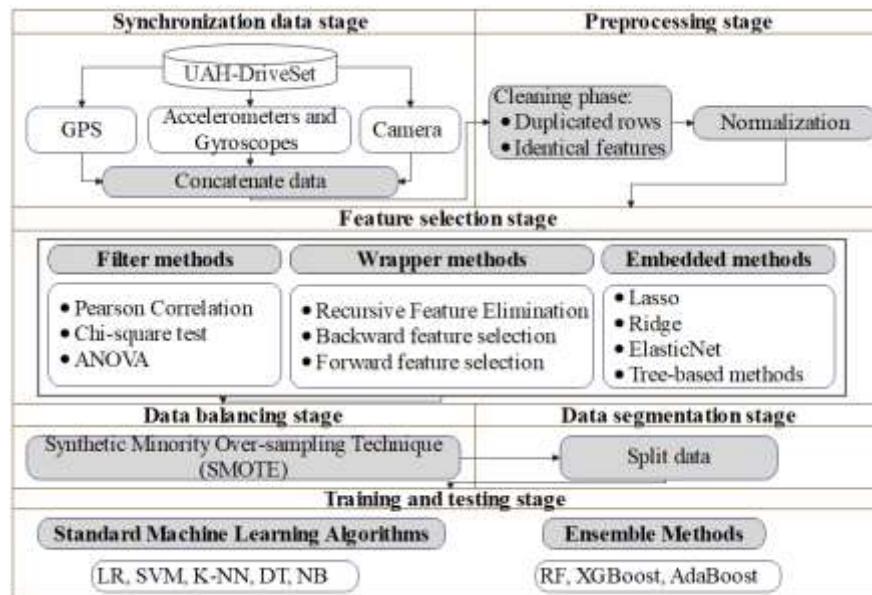 Synchronization data stage
Preprocessing stage
UAH-DriveSet
GPS
Accelerometers and
Gyroscopes
Camera
Concatenate data
Cleaning phase:
● Duplicated rows
● Identical features
Normalization
Feature selection stage
Filter methods
● Pearson Correlation
● Chi-square test
● ANOVA
Wrapper methods
● Recursive Feature Elimination
● Backward feature selection
● Forward feature selection
Embedded methods
● Lasso
● Ridge
● ElasticNet
● Tree-based methods
Data balancing stage
Data segmentation stage
Synthetic Minority Over-sampling Technique
(SMOTE)
Split data
Training and testing stage
Standard Machine Learning Algorithms
LR, SVM, K-NN, DT, NB
Ensemble Methods
RF, XGBoost, AdaBoost